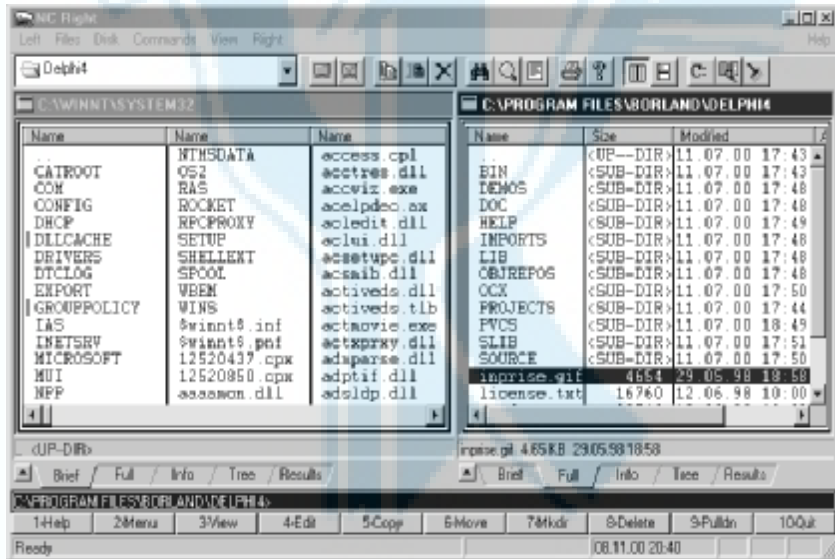 NC Right
Left Files Disk Commands View Right Help
Delphi4
C:\WINNT\SYSTEM32
Name Name Name
..
CATROOT
COM
CONFIG
DHCP
DLLCACHE
DRIVERS
DTCLOG
EXPORT
GROUPPOLICY
IAS
INETSRV
MICROSOFT
MUI
NPP
NTMSDATA
OS2
RAS
ROCKET
RPCPROXY
SETUP
SHELLEXT
SPOOL
WBEM
WINS
$winnt$.inf
$winnt$.pnf
12520437.cpx
12520850.cpx
aaaamon.dll
access.cpl
acctres.dll
accwiz.exe
acelpdec.ax
acledit.dll
aclui.dll
acsetupc.dll
acsmib.dll
activeds.dll
activeds.tlb
actmovie.exe
actxprxy.dll
adsparse.dll
adptif.dll
adsldp.dll
.. <UP-DIR>
Brief Full Info Tree Results
C:\PROGRAM FILES\BORLAND\DELPHI4
Name Size Modified A
.. <UP--DIR> 11.07.00 17:43
BIN <SUB-DIR> 11.07.00 17:43
DEMOS <SUB-DIR> 11.07.00 17:48
DOC <SUB-DIR> 11.07.00 17:48
HELP <SUB-DIR> 11.07.00 17:49
IMPORTS <SUB-DIR> 11.07.00 17:48
LIB <SUB-DIR> 11.07.00 17:48
OBJREPOS <SUB-DIR> 11.07.00 17:48
OCX <SUB-DIR> 11.07.00 17:50
PROJECTS <SUB-DIR> 11.07.00 17:44
PVCS <SUB-DIR> 11.07.00 18:49
SLIB <SUB-DIR> 11.07.00 17:51
SOURCE <SUB-DIR> 11.07.00 17:50
inprise.gif 4654 29.05.98 18:58
license.txt 16760 12.06.98 10:00
inprise.gif 4.65 KB 29.05.98 18:58
Brief Full Info Tree Results
C:\PROGRAM FILES\BORLAND\DELPHI4>
1-Help 2-Menu 3-View 4-Edit 5-Copy 6-Move 7-Mkdir 8-Delete 9-Pulldn 10-Quit
Ready 08.11.00 20:40